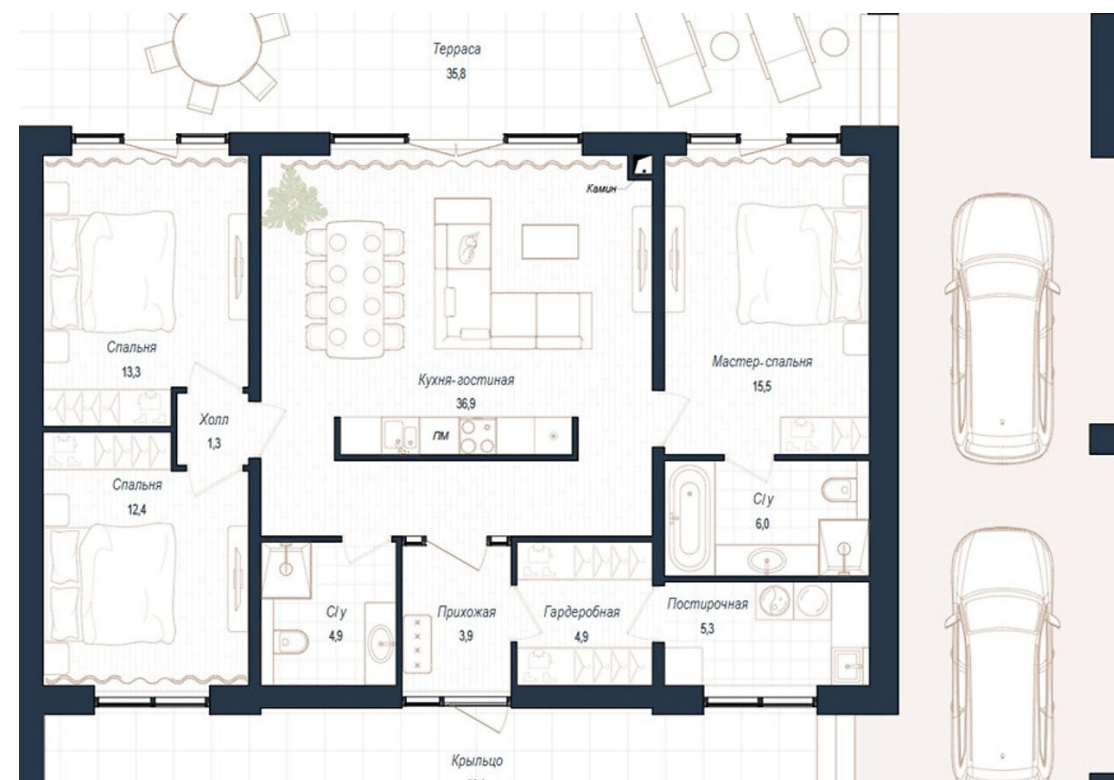 Терраса
35,8
Камин
Спальня
13,3
Мастер-спальня
15,5
Кухня-гостиная
36,9
Холл
1,3
ПМ
Спальня
12,4
С/у
6,0
С/у
4,9
Прихожая
3,9
Гардеробная
4,9
Постирочная
5,3
Крыльцо